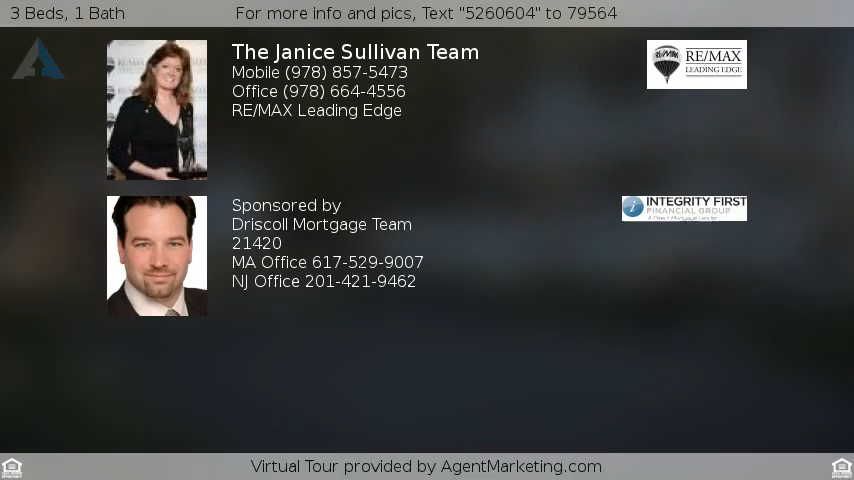 3 Beds, 1 Bath
For more info and pics, Text "5260604" to 79564
The Janice Sullivan Team
Mobile (978) 857-5473
Office (978) 664-4556
RE/MAX Leading Edge
RE/MAX
LEADING EDGE
Sponsored by
Driscoll Mortgage Team
21420
MA Office 617-529-9007
NJ Office 201-421-9462
INTEGRITY FIRST
FINANCIAL GROUP
A Direct Mortgage Lender
Virtual Tour provided by AgentMarketing.com